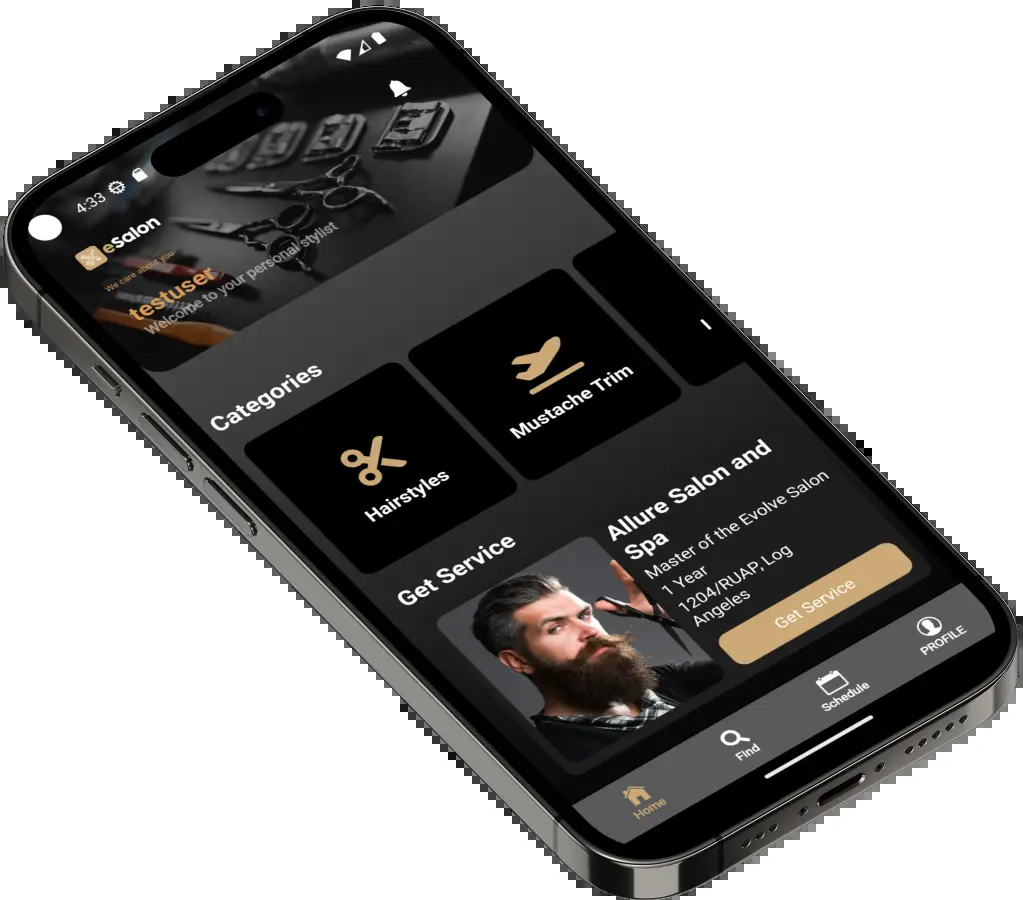 4:33
esalon
We care about you
testuser
Welcome to your personal stylist
Categories
Hairstyles
Mustache Trim
Get Service
Allure Salon and
Spa
Master of the Evolve Salon
1 Year
1204/RUAP, Log
Angeles
Get Service
Home
Find
Schedule
PROFILE